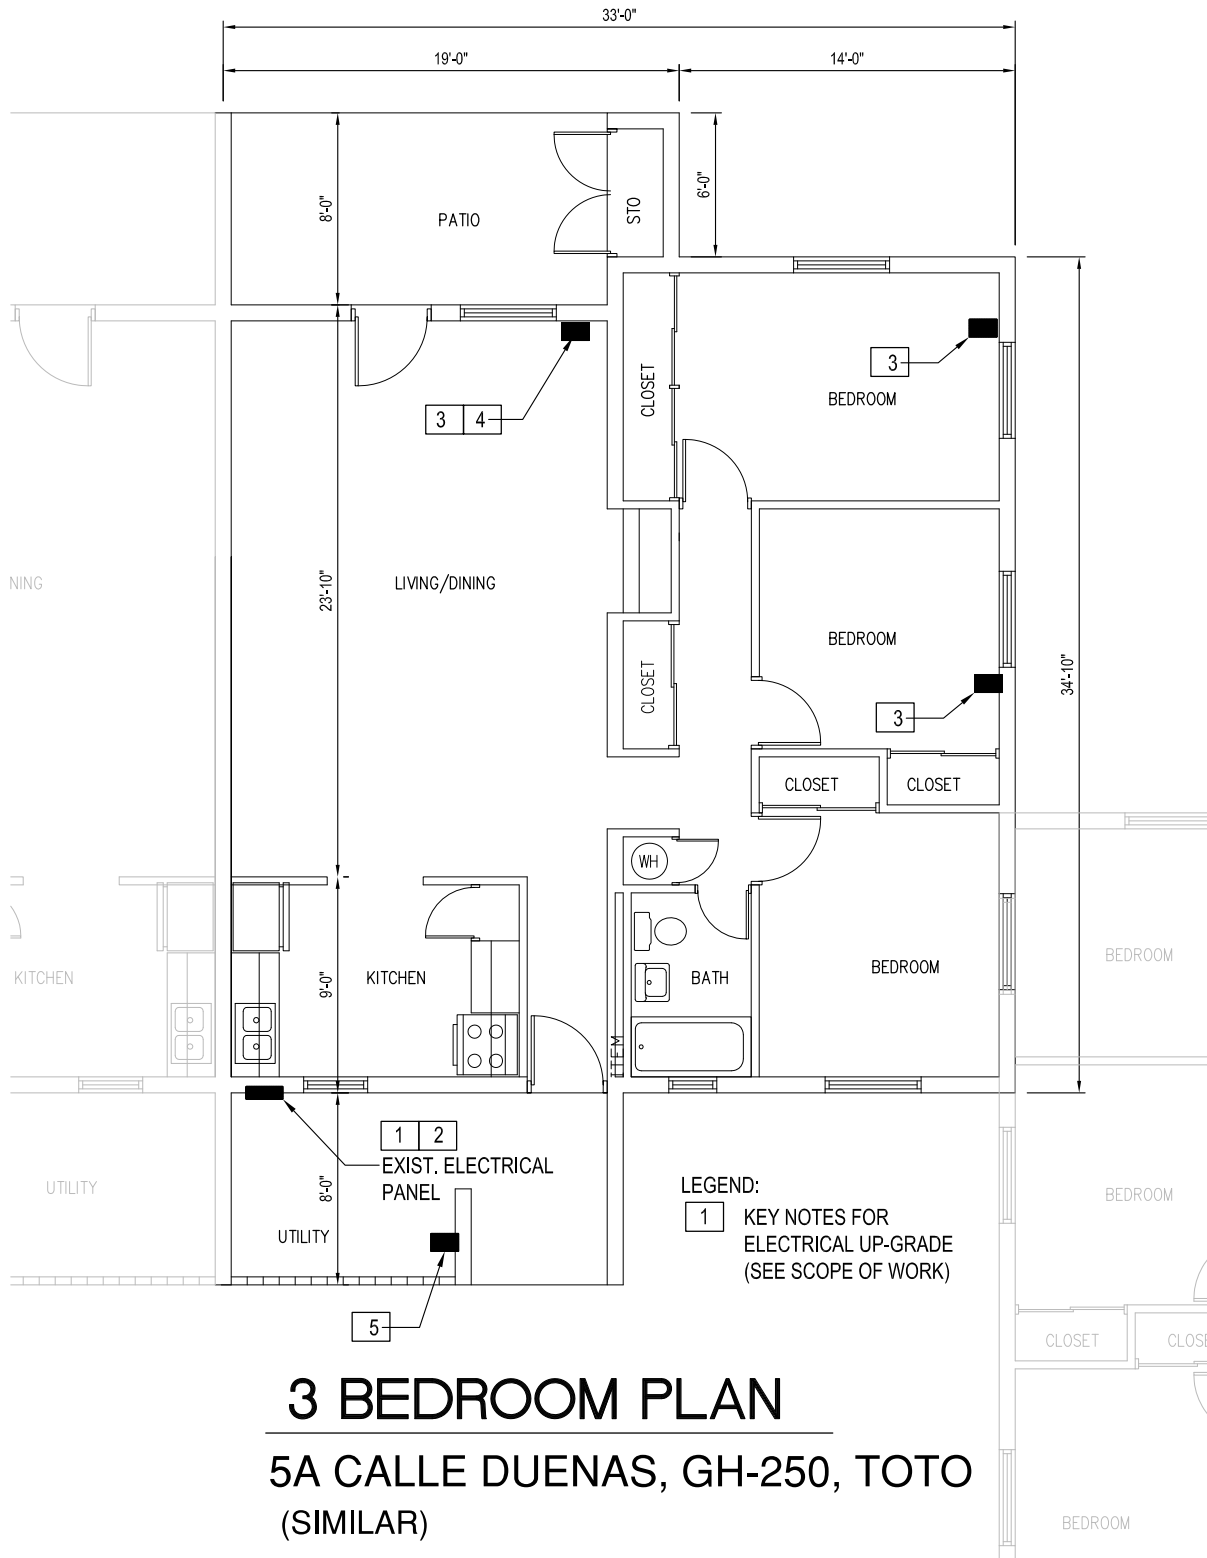 33'-0"
19'-0"
14'-0"
8'-0"
PATIO
STO
6'-0"
3
CLOSET
BEDROOM
3 4
NING
23'-10"
LIVING/DINING
BEDROOM
CLOSET
34'-10"
3
CLOSET
CLOSET
WH
KITCHEN
9'-0"
KITCHEN
BATH
BEDROOM
BEDROOM
ITEM
1 2
EXIST. ELECTRICAL
PANEL
UTILITY
8'-0"
UTILITY
LEGEND:
1 KEY NOTES FOR
ELECTRICAL UP-GRADE
(SEE SCOPE OF WORK)
BEDROOM
5
CLOSET
CLOSE
3 BEDROOM PLAN
5A CALLE DUENAS, GH-250, TOTO
(SIMILAR)
BEDROOM